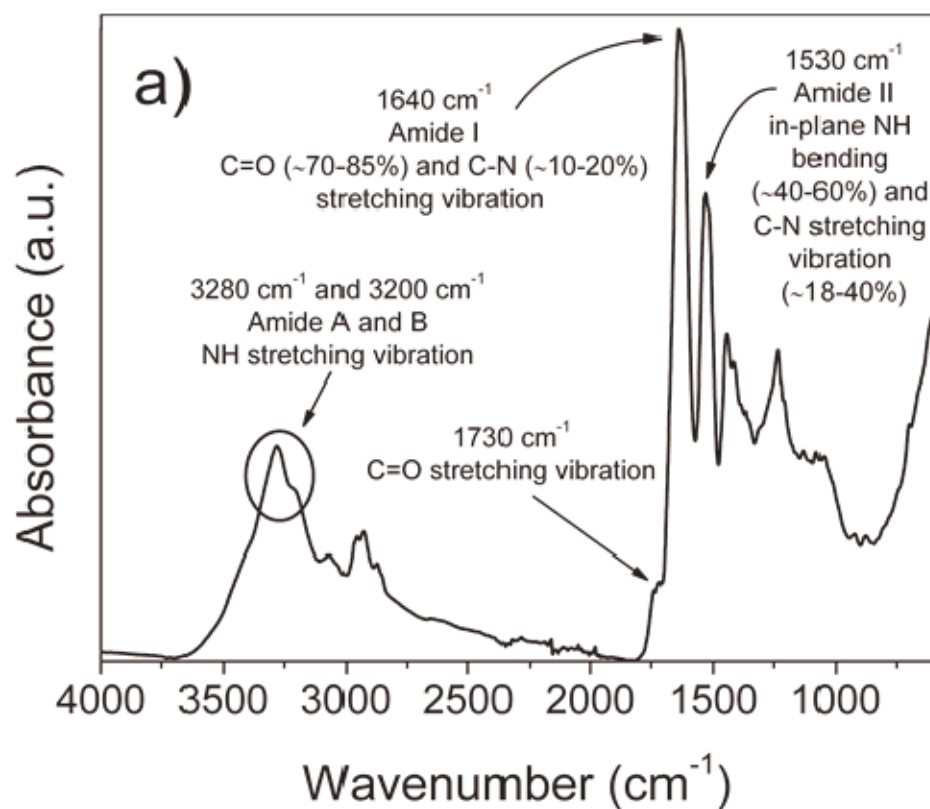 a)
1640 cm⁻¹
Amide I
C=O (~70-85%) and C-N (~10-20%)
stretching vibration
1530 cm⁻¹
Amide II
in-plane NH
bending
(~40-60%) and
C-N stretching
vibration
(~18-40%)
3280 cm⁻¹ and 3200 cm⁻¹
Amide A and B
NH stretching vibration
1730 cm⁻¹
C=O stretching vibration
Absorbance (a.u.)
4000 3500 3000 2500 2000 1500 1000
Wavenumber (cm⁻¹)